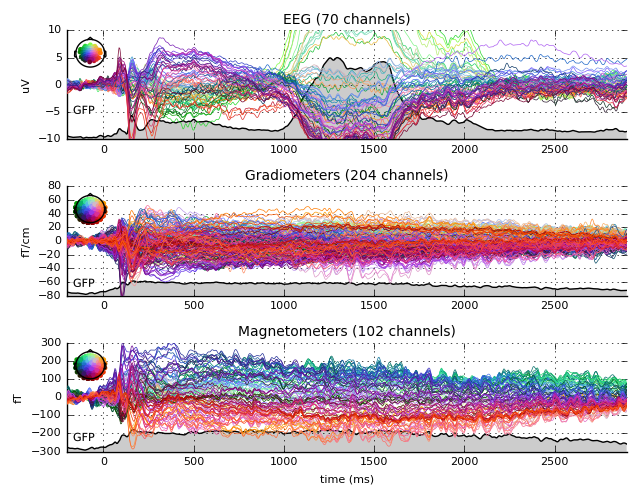 EEG (70 channels)
10
5
0
−5
−10
uV
GFP
0 500 1000 1500 2000 2500
Gradiometers (204 channels)
80
60
40
20
0
−20
−40
−60
−80
fT/cm
GFP
0 500 1000 1500 2000 2500
Magnetometers (102 channels)
300
200
100
0
−100
−200
−300
fT
GFP
0 500 1000 1500 2000 2500
time (ms)